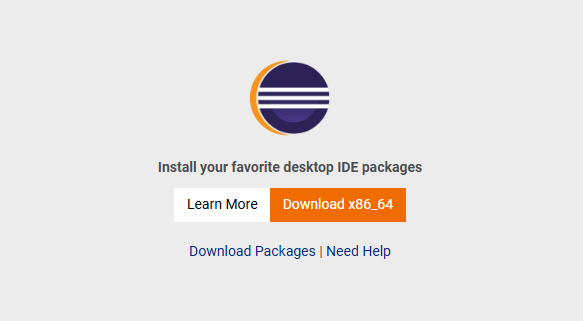 Install your favorite desktop IDE packages
Learn More Download x86_64
Download Packages | Need Help